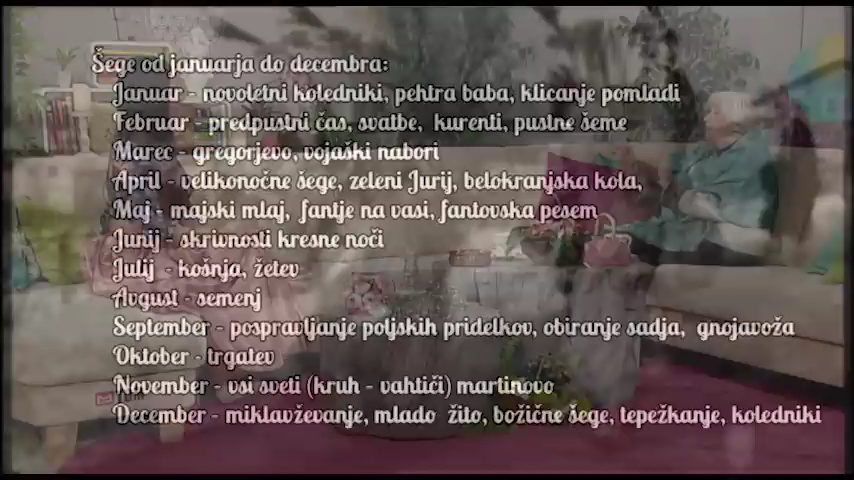 Šege od januarja do decembra:
Januar - novoletni koledniki, pehtra baba, klicanje pomladi
Februar - predpustni čas, svatbe, kurenti, pustne šeme
Marec - gregorjevo, vojaški nabori
April - velikonočne šege, zeleni Jurij, belokranjska kola,
Maj - majski mlaj, fantje na vasi, fantovska pesem
Junij - skrivnosti kresne noči
Julij - košnja, žetev
Avgust - semenj
September - pospravljanje poljskih pridelkov, obiranje sadja, gnojavoža
Oktober - trgatev
November - vsi sveti (kruh - vahtiči) martinovo
December - miklavževanje, mlado žito, božične šege, tepežkanje, koledniki